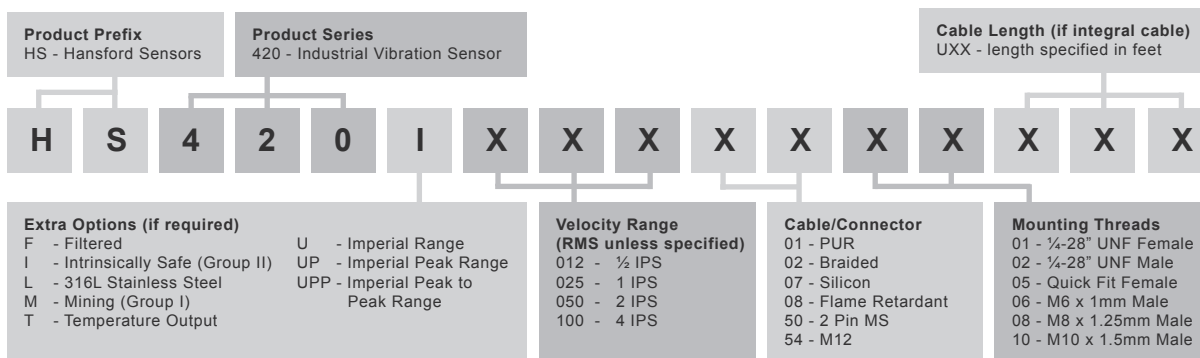 Product Prefix
HS - Hansford Sensors
Product Series
420 - Industrial Vibration Sensor
Cable Length (if integral cable)
UXX - length specified in feet
H S 4 2 0 I X X X X X X X X X X
Extra Options (if required)
F - Filtered
I - Intrinsically Safe (Group II)
L - 316L Stainless Steel
M - Mining (Group I)
T - Temperature Output
U - Imperial Range
UP - Imperial Peak Range
UPP - Imperial Peak to
Peak Range
Velocity Range
(RMS unless specified)
012 - ½ IPS
025 - 1 IPS
050 - 2 IPS
100 - 4 IPS
Cable/Connector
01 - PUR
02 - Braided
07 - Silicon
08 - Flame Retardant
50 - 2 Pin MS
54 - M12
Mounting Threads
01 - ¼-28” UNF Female
02 - ¼-28” UNF Male
05 - Quick Fit Female
06 - M6 x 1mm Male
08 - M8 x 1.25mm Male
10 - M10 x 1.5mm Male